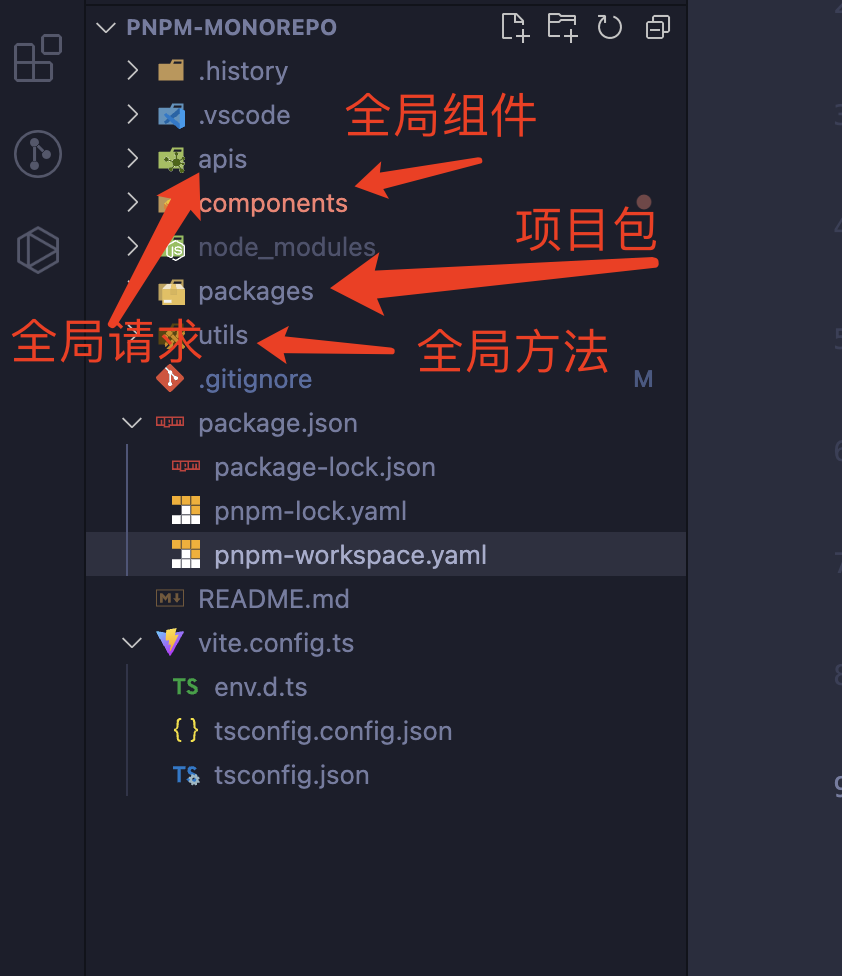 PNPM-MONOREPO
.history
.vscode
全局组件
apis
components
项目包
node_modules
packages
全局请求
utils
全局方法
.gitignore
M
package.json
package-lock.json
pnpm-lock.yaml
pnpm-workspace.yaml
README.md
vite.config.ts
TS env.d.ts
{ } tsconfig.config.json
TS tsconfig.json